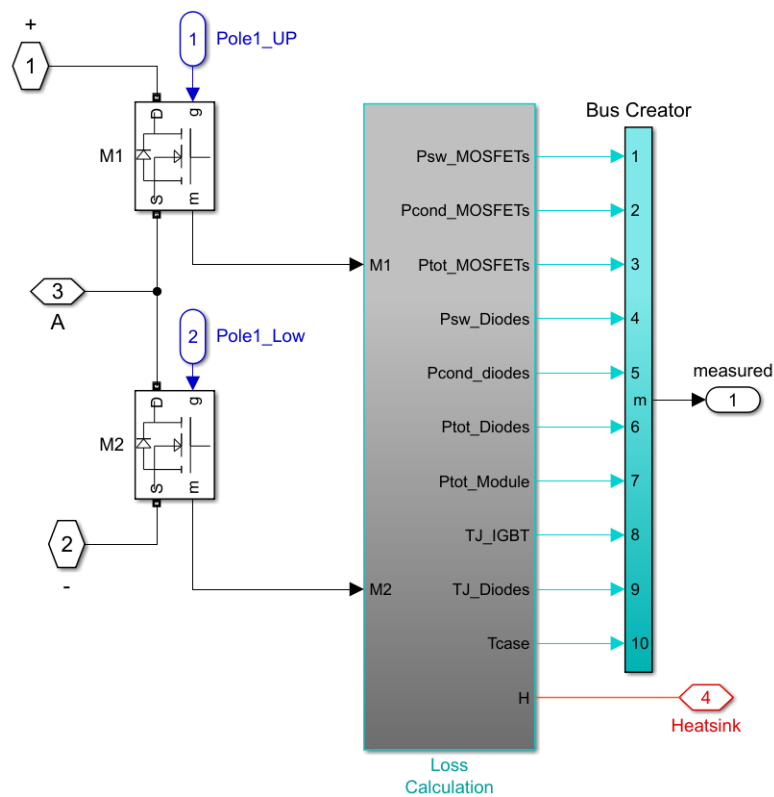 +
1
1
Pole1_UP
D
g
M1
S
m
3
A
2
Pole1_Low
D
g
M2
S
m
2
-
M1
M2
Psw_MOSFETs
Pcond_MOSFETs
Ptot_MOSFETs
Psw_Diodes
Pcond_diodes
Ptot_Diodes
Ptot_Module
TJ_IGBT
TJ_Diodes
Tcase
H
Loss
Calculation
Bus Creator
1
2
3
4
5
6
7
8
9
10
m
measured
1
4
Heatsink